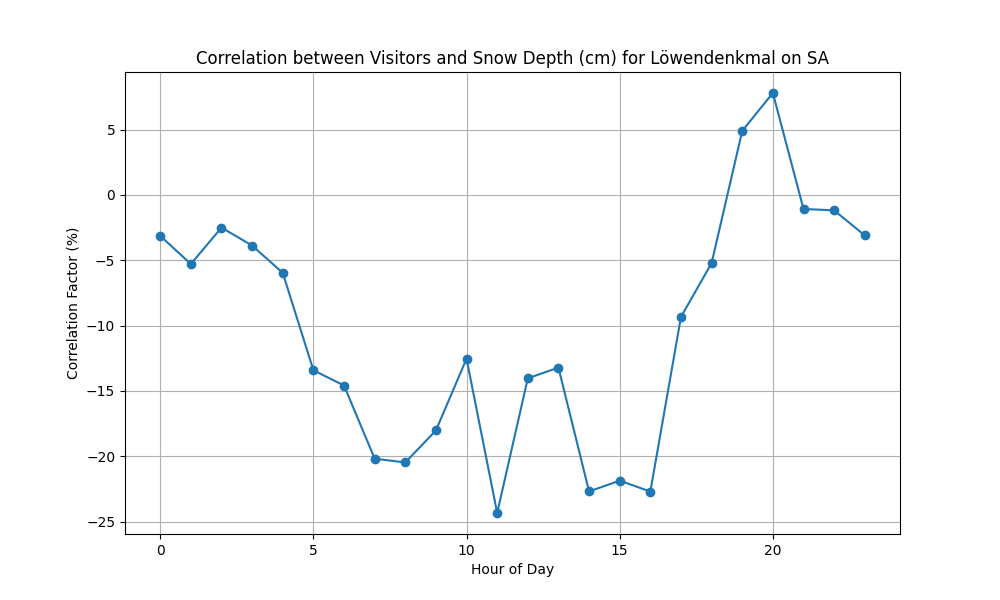 Correlation between Visitors and Snow Depth (cm) for Löwendenkmal on SA
Correlation Factor (%)
5
0
−5
−10
−15
−20
−25
0 5 10 15 20
Hour of Day